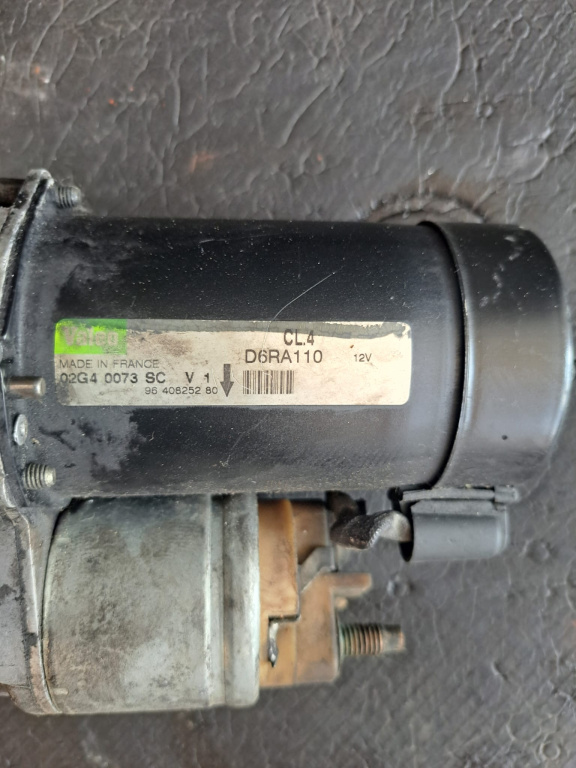 Valeo
CL.4
D6RA110 12V
MADE IN FRANCE
02G4 0073 SC V 1
96 408252 80